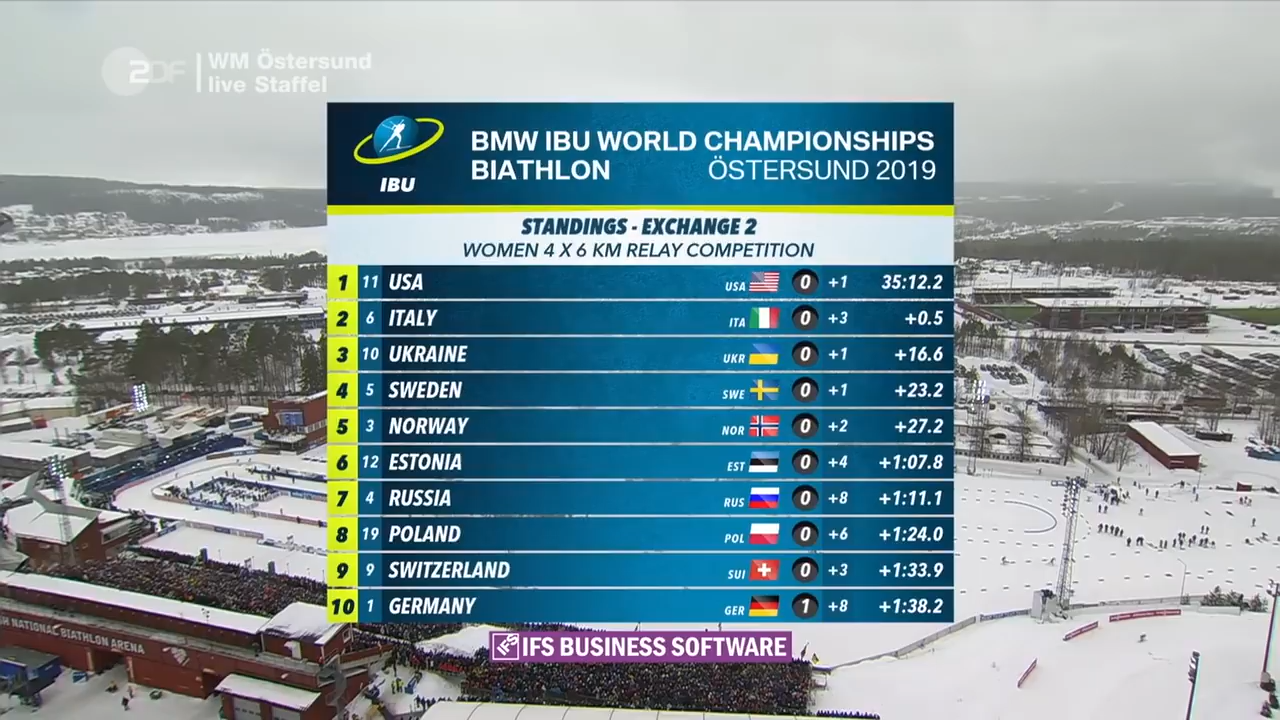 ZDF
WM Östersund
live Staffel
IBU
BMW IBU WORLD CHAMPIONSHIPS
BIATHLON ÖSTERSUND 2019
STANDINGS - EXCHANGE 2
WOMEN 4 X 6 KM RELAY COMPETITION
1 11 USA USA 0 +1 35:12.2
2 6 ITALY ITA 0 +3 +0.5
3 10 UKRAINE UKR 0 +1 +16.6
4 5 SWEDEN SWE 0 +1 +23.2
5 3 NORWAY NOR 0 +2 +27.2
6 12 ESTONIA EST 0 +4 +1:07.8
7 4 RUSSIA RUS 0 +8 +1:11.1
8 19 POLAND POL 0 +6 +1:24.0
9 9 SWITZERLAND SUI 0 +3 +1:33.9
10 1 GERMANY GER 1 +8 +1:38.2
IFS BUSINESS SOFTWARE
H NATIONAL BIATHLON ARENA